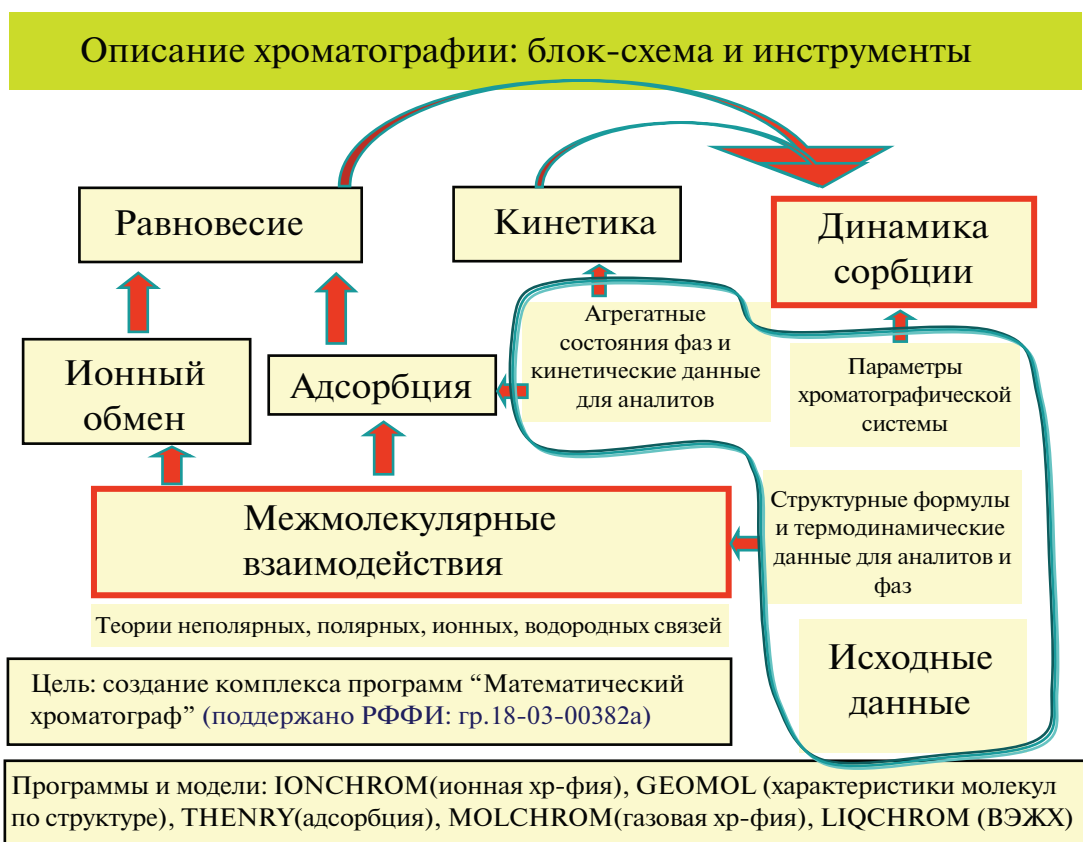 Описание хроматографии: блок-схема и инструменты
Равновесие
Кинетика
Динамика
сорбции
Агрегатные
состояния фаз и
кинетические данные
для аналитов
Ионный
обмен
Адсорбция
Параметры
хроматографической
системы
Межмолекулярные
взаимодействия
Структурные формулы
и термодинамические
данные для аналитов и
фаз
Теории неполярных, полярных, ионных, водородных связей
Исходные
данные
Цель: создание комплекса программ “Математический
хроматограф” (поддержано РФФИ: гр.18-03-00382а)
Программы и модели: IONCHROM(ионная хр-фия), GEOMOL (характеристики молекул
по структуре), THENRY(адсорбция), MOLCHROM(газовая хр-фия), LIQCHROM (ВЭЖХ)